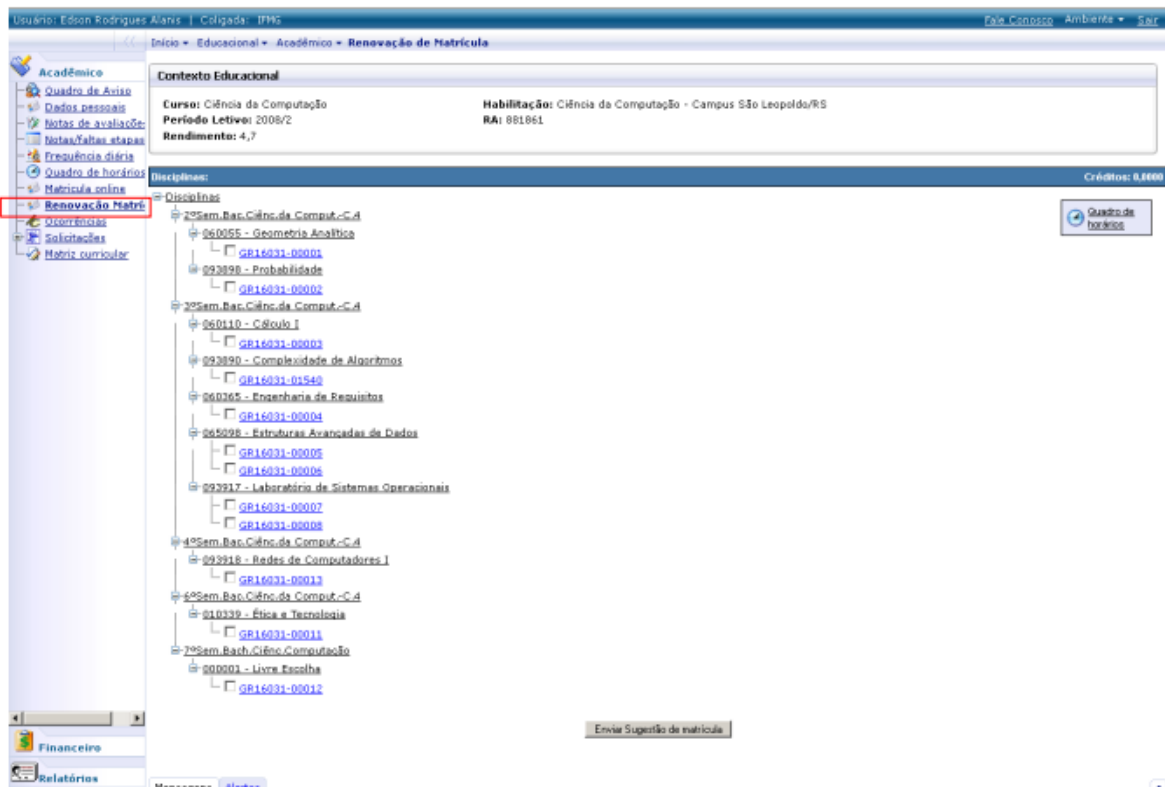 Usuário: Edson Rodrigues Alanis | Coligada: IFMG
Fale Conosco Ambiente Sair
Início Educacional Acadêmico Renovação de Matrícula
Acadêmico
Quadro de Aviso
Dados pessoais
Notas de avaliaçõe
Notas/faltas etapas
Frequência diária
Quadro de horários
Matricula online
Renovação Matrí
Ocorrências
Solicitações
Matriz curricular
Financeiro
Relatórios
Contexto Educacional
Curso: Ciência da Computação
Habilitação: Ciência da Computação - Campus São Leopoldo/RS
Período Letivo: 2008/2
RA: 881861
Rendimento: 4,7
Disciplinas:
Créditos: 0,0000
Quadro de
horários
Disciplinas
2ºSem.Bac.Ciênc.da Comput.-C.4
060055 - Geometria Analítica
GR16031-00001
093898 - Probabilidade
GR16031-00002
3ºSem.Bac.Ciênc.da Comput.-C.4
060110 - Cálculo I
GR16031-00003
093890 - Complexidade de Algoritmos
GR16031-01540
060365 - Engenharia de Requisitos
GR16031-00004
065098 - Estruturas Avançadas de Dados
GR16031-00005
GR16031-00006
093917 - Laboratório de Sistemas Operacionais
GR16031-00007
GR16031-00008
4ºSem.Bac.Ciênc.da Comput.-C.4
093918 - Redes de Computadores I
GR16031-00013
6ºSem.Bac.Ciênc.da Comput.-C.4
010339 - Ética e Tecnologia
GR16031-00011
7ºSem.Bach.Ciênc.Computação
000001 - Livre Escolha
GR16031-00012
Enviar Sugestão de matricula